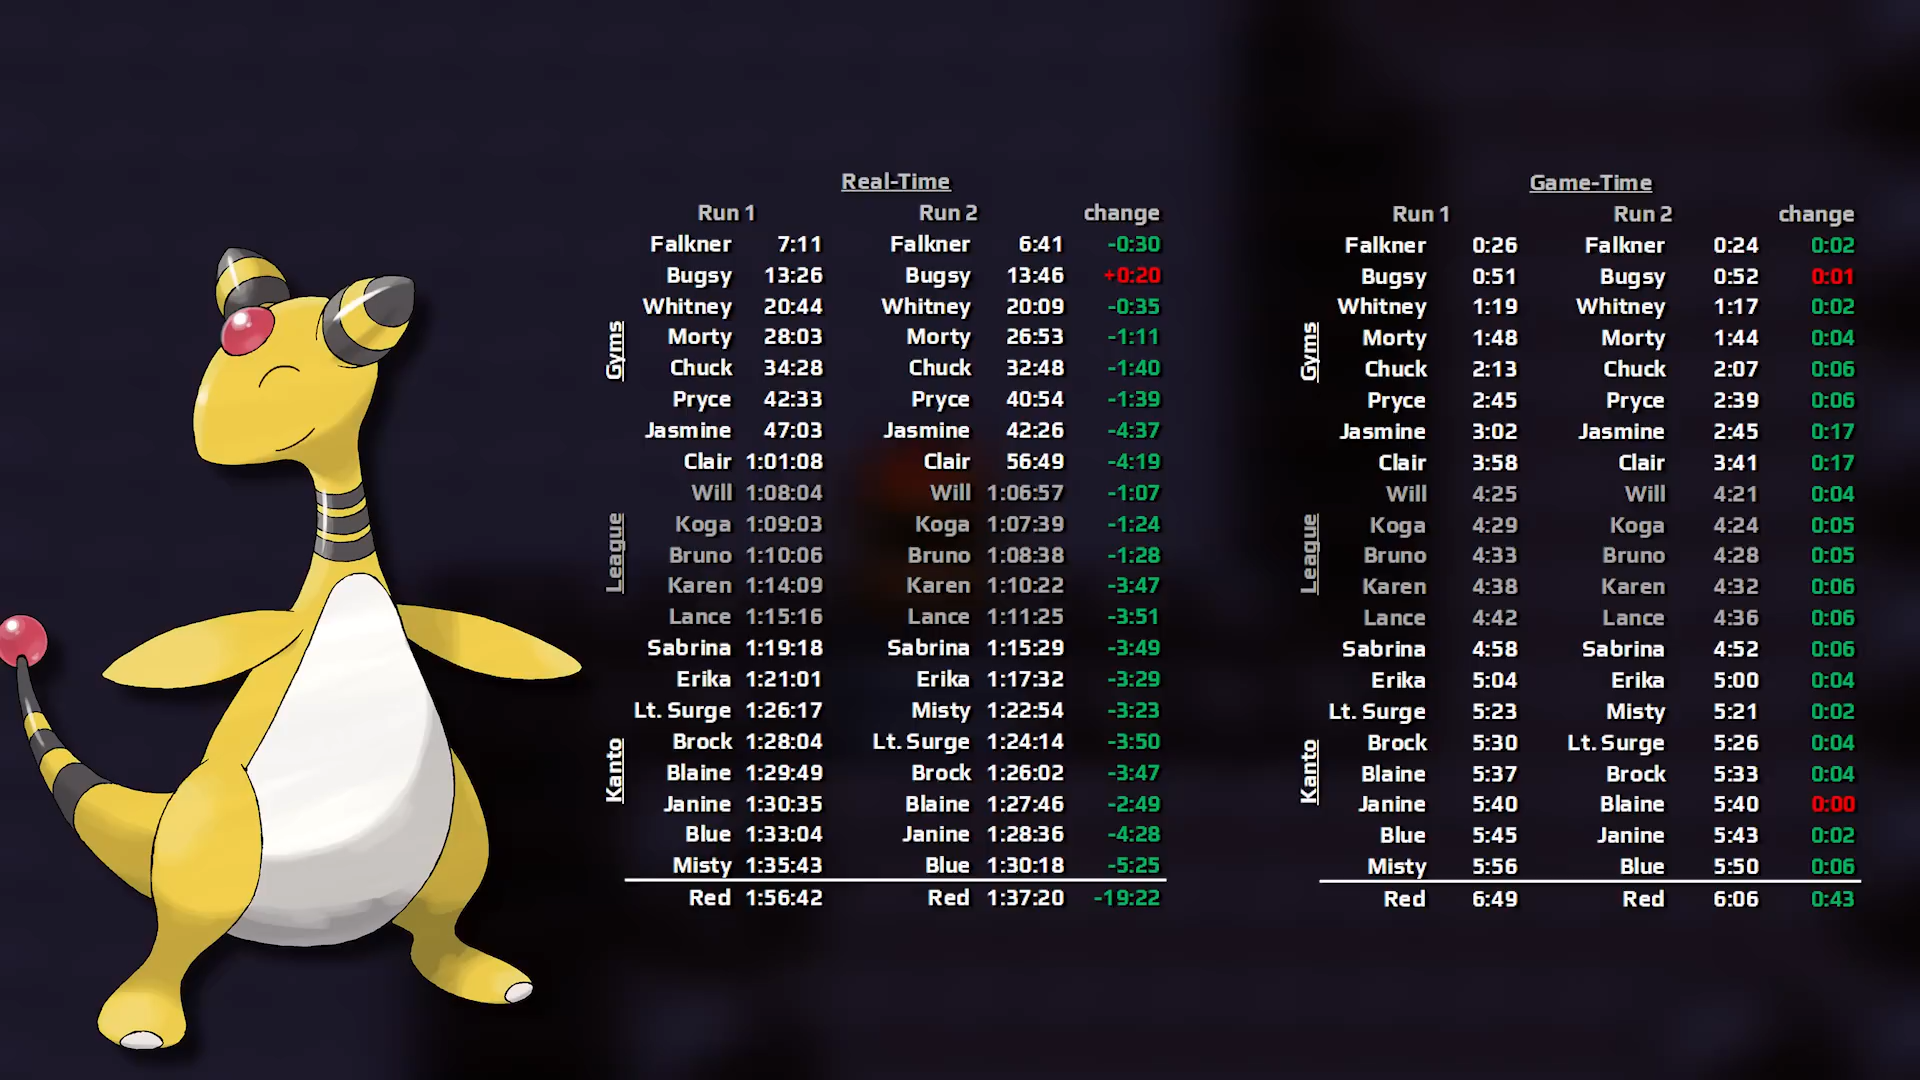 Real-Time
Run 1 Run 2 change
Gyms
Falkner 7:11 Falkner 6:41 -0:30
Bugsy 13:26 Bugsy 13:46 +0:20
Whitney 20:44 Whitney 20:09 -0:35
Morty 28:03 Morty 26:53 -1:11
Chuck 34:28 Chuck 32:48 -1:40
Pryce 42:33 Pryce 40:54 -1:39
Jasmine 47:03 Jasmine 42:26 -4:37
Clair 1:01:08 Clair 56:49 -4:19
League
Will 1:08:04 Will 1:06:57 -1:07
Koga 1:09:03 Koga 1:07:39 -1:24
Bruno 1:10:06 Bruno 1:08:38 -1:28
Karen 1:14:09 Karen 1:10:22 -3:47
Lance 1:15:16 Lance 1:11:25 -3:51
Kanto
Sabrina 1:19:18 Sabrina 1:15:29 -3:49
Erika 1:21:01 Erika 1:17:32 -3:29
Lt. Surge 1:26:17 Misty 1:22:54 -3:23
Brock 1:28:04 Lt. Surge 1:24:14 -3:50
Blaine 1:29:49 Brock 1:26:02 -3:47
Janine 1:30:35 Blaine 1:27:46 -2:49
Blue 1:33:04 Janine 1:28:36 -4:28
Misty 1:35:43 Blue 1:30:18 -5:25
Red 1:56:42 Red 1:37:20 -19:22
Game-Time
Run 1 Run 2 change
Gyms
Falkner 0:26 Falkner 0:24 0:02
Bugsy 0:51 Bugsy 0:52 0:01
Whitney 1:19 Whitney 1:17 0:02
Morty 1:48 Morty 1:44 0:04
Chuck 2:13 Chuck 2:07 0:06
Pryce 2:45 Pryce 2:39 0:06
Jasmine 3:02 Jasmine 2:45 0:17
Clair 3:58 Clair 3:41 0:17
League
Will 4:25 Will 4:21 0:04
Koga 4:29 Koga 4:24 0:05
Bruno 4:33 Bruno 4:28 0:05
Karen 4:38 Karen 4:32 0:06
Lance 4:42 Lance 4:36 0:06
Kanto
Sabrina 4:58 Sabrina 4:52 0:06
Erika 5:04 Erika 5:00 0:04
Lt. Surge 5:23 Misty 5:21 0:02
Brock 5:30 Lt. Surge 5:26 0:04
Blaine 5:37 Brock 5:33 0:04
Janine 5:40 Blaine 5:40 0:00
Blue 5:45 Janine 5:43 0:02
Misty 5:56 Blue 5:50 0:06
Red 6:49 Red 6:06 0:43